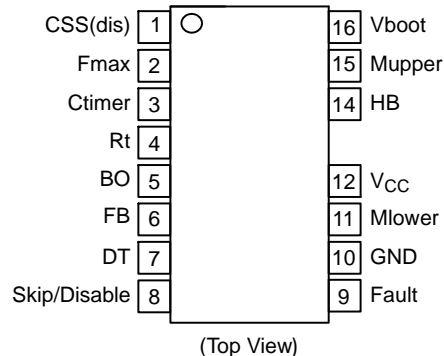 CSS(dis) 1 16 Vboot
Fmax 2 15 Mupper
Ctimer 3 14 HB
Rt 4
BO 5 12 VCC
FB 6 11 Mlower
DT 7 10 GND
Skip/Disable 8 9 Fault
(Top View)